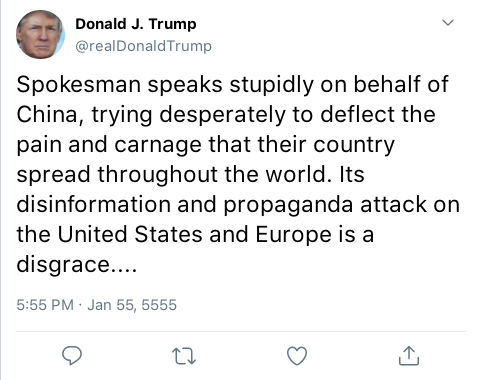 Donald J. Trump
@realDonaldTrump
Spokesman speaks stupidly on behalf of
China, trying desperately to deflect the
pain and carnage that their country
spread throughout the world. Its
disinformation and propaganda attack on
the United States and Europe is a
disgrace....
5:55 PM · Jan 55, 5555